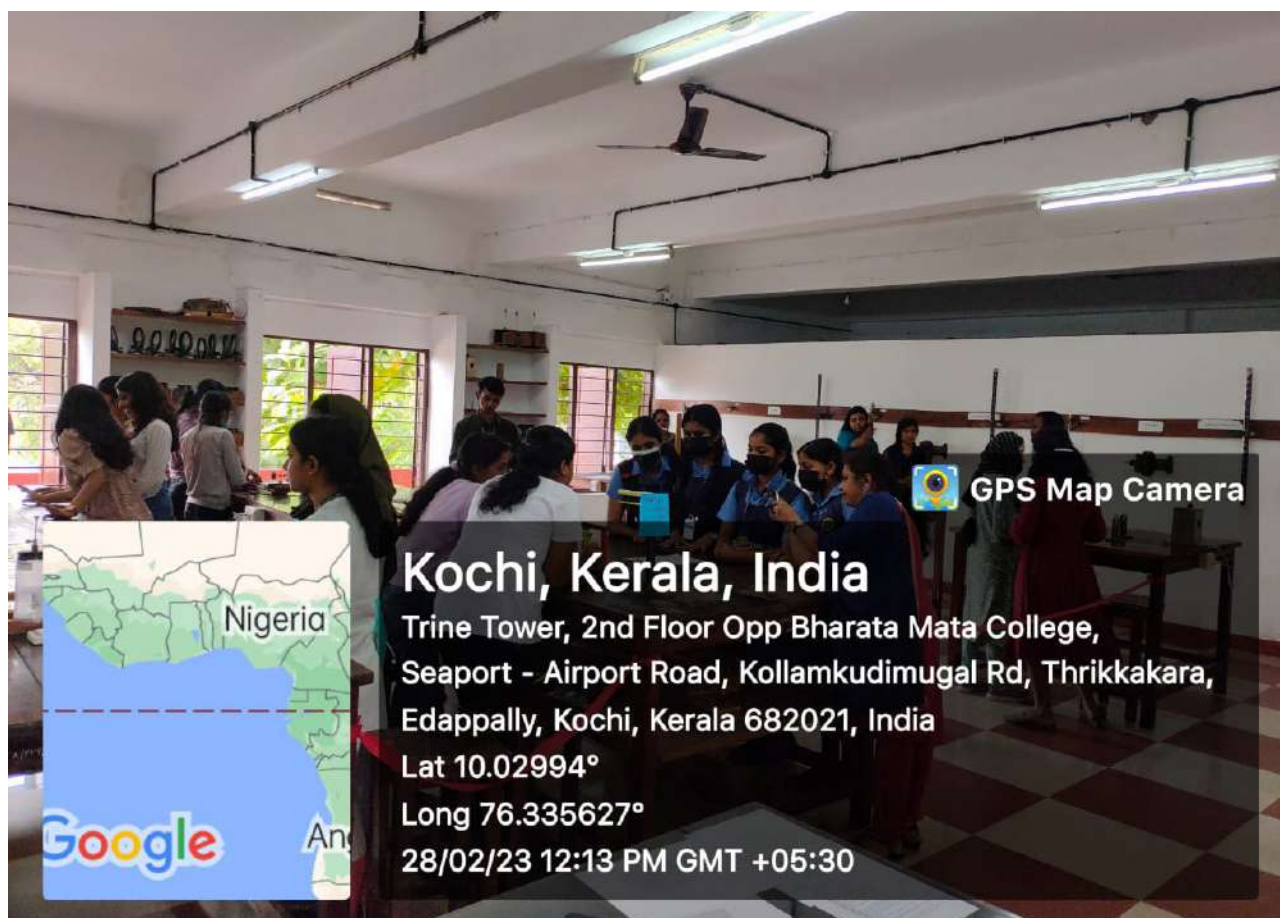 GPS Map Camera
Kochi, Kerala, India
Trine Tower, 2nd Floor Opp Bharata Mata College,
Seaport - Airport Road, Kollamkudimugal Rd, Thrikkakara,
Edappally, Kochi, Kerala 682021, India
Lat 10.02994°
Long 76.335627°
28/02/23 12:13 PM GMT +05:30
Nigeria
Google